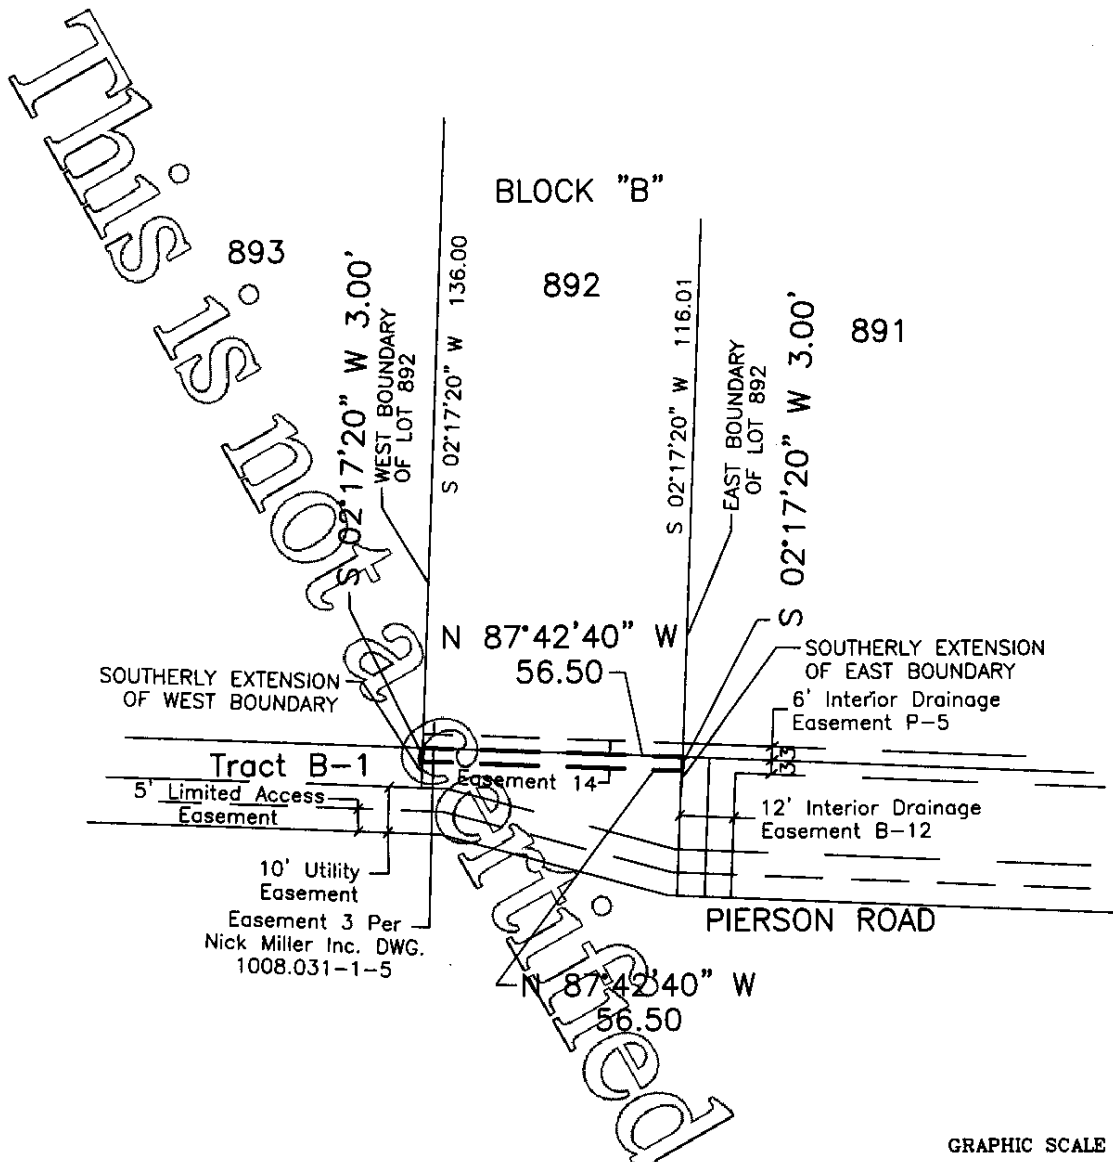 This is not a Certified
BLOCK "B"
893
892
891
S 02°17'20" W 3.00'
WEST BOUNDARY
OF LOT 892
S 02°17'20" W 136.00
S 02°17'20" W 116.01
EAST BOUNDARY
OF LOT 892
S 02°17'20" W 3.00'
N 87°42'40" W
56.50
SOUTHERLY EXTENSION
OF WEST BOUNDARY
SOUTHERLY EXTENSION
OF EAST BOUNDARY
6' Interior Drainage
Easement P-5
3
3
Tract B-1
Easement 14
5' Limited Access
Easement
12' Interior Drainage
Easement B-12
10' Utility
Easement
Easement 3 Per
Nick Miller Inc. DWG.
1008.031-1-5
PIERSON ROAD
N 87°42'40" W
56.50
GRAPHIC SCALE